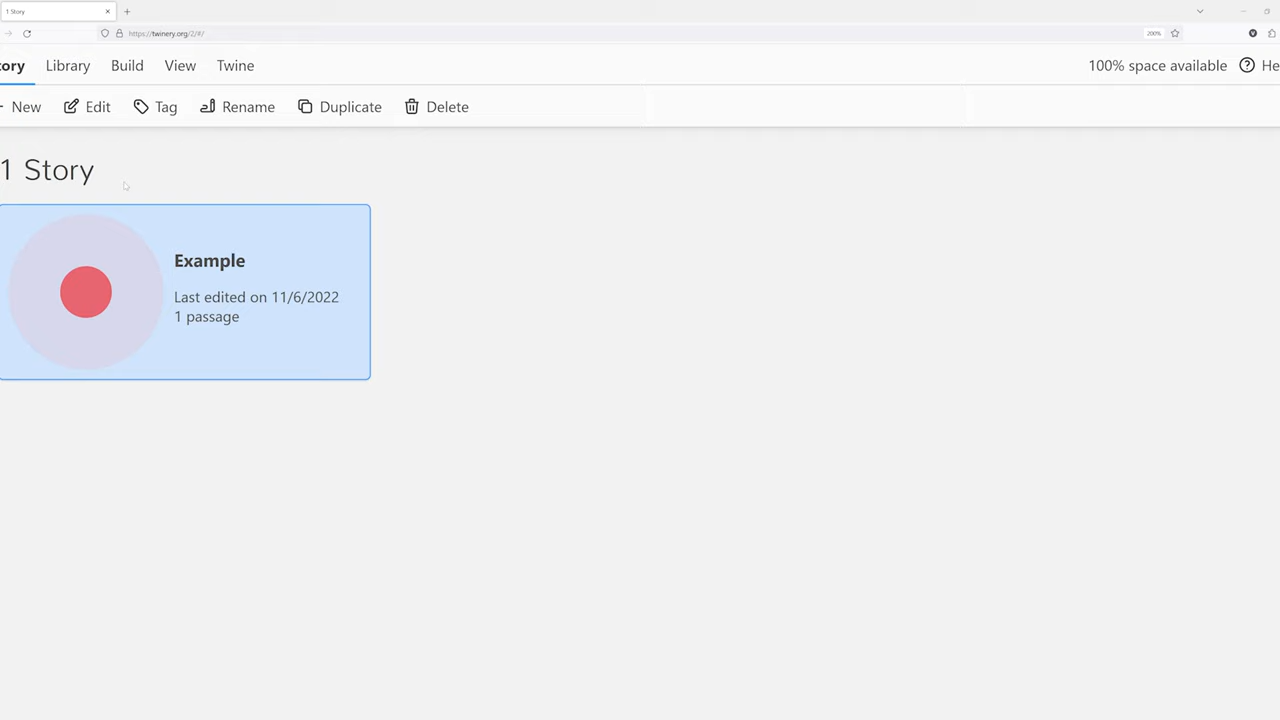 1 Story
https://twinery.org/2/#/
200%
ory Library Build View Twine 100% space available He
New Edit Tag Rename Duplicate Delete
1 Story
Example
Last edited on 11/6/2022
1 passage